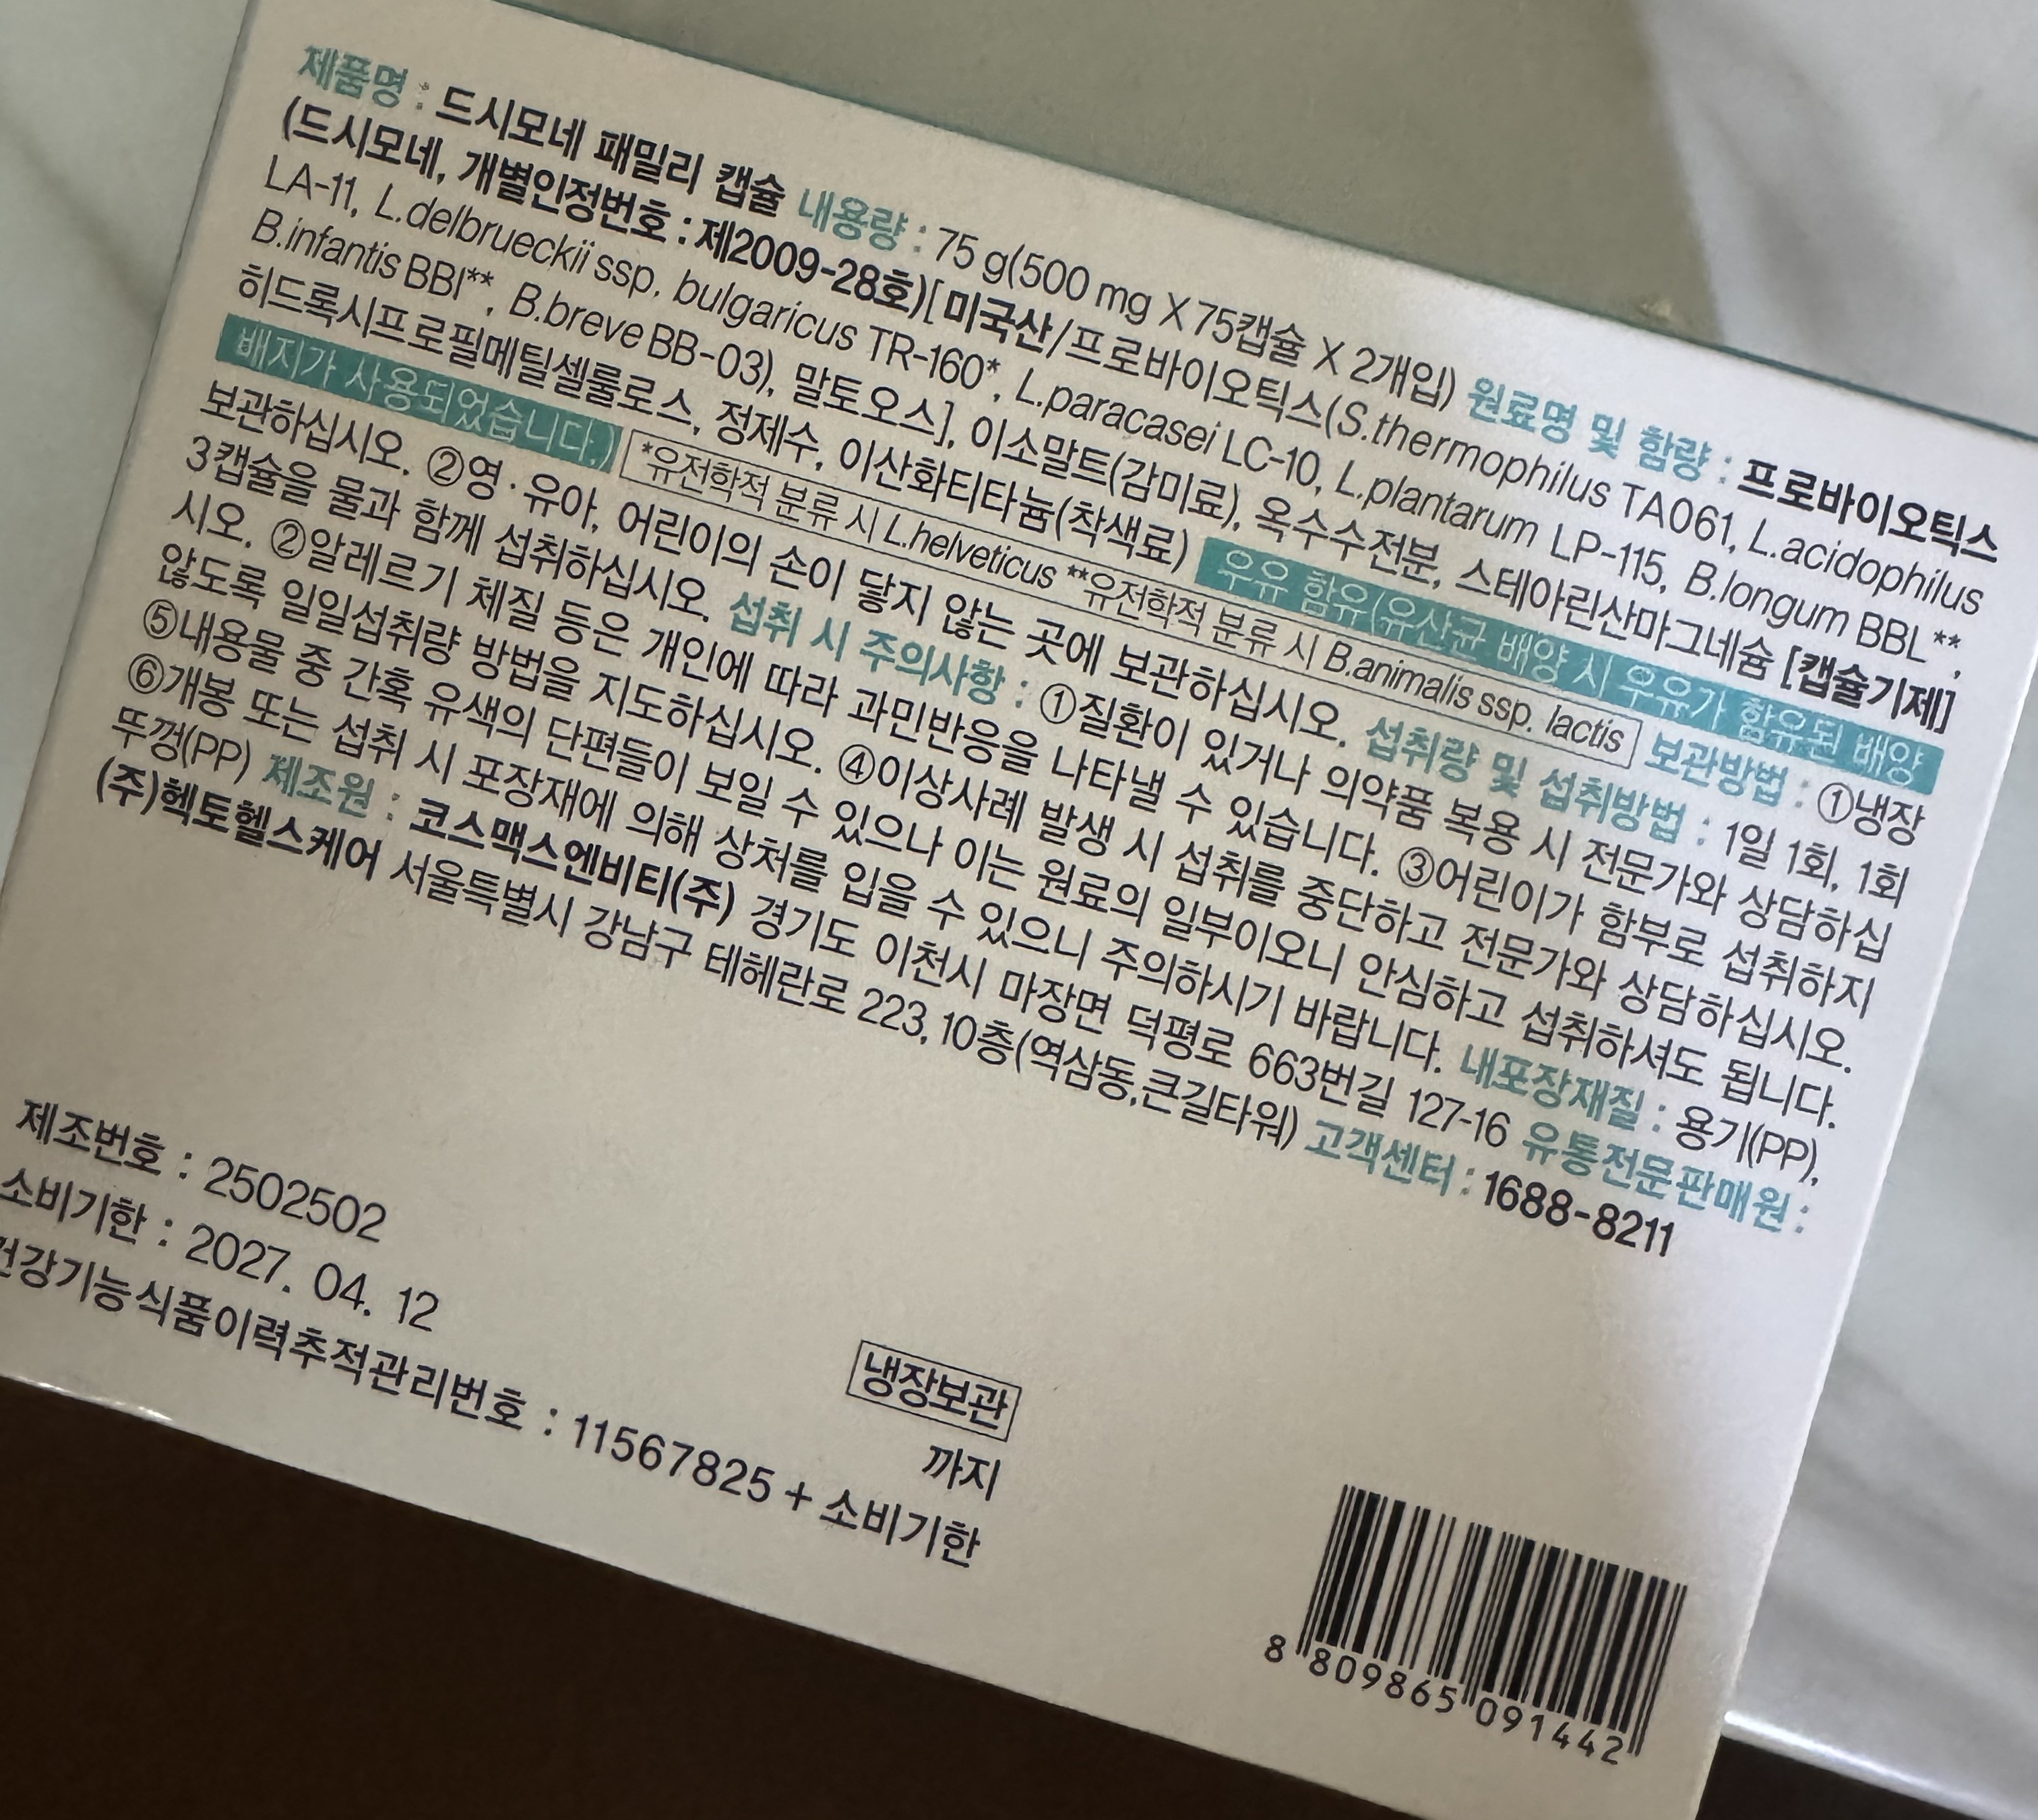 제품명 : 드시모네 패밀리 캡슐 내용량 : 75 g(500 mg X 75캡슐 X 2개입) 원료명 및 함량 : 프로바이오틱스
(드시모네, 개별인정번호 : 제2009-28호)[미국산/프로바이오틱스(S.thermophilus TA061, L.acidophilus
LA-11, L.delbrueckii ssp. bulgaricus TR-160*, L.paracasei LC-10, L.plantarum LP-115, B.longum BBL**,
B.infantis BBI**, B.breve BB-03), 말토오스], 이소말트(감미료), 옥수수전분, 스테아린산마그네슘 [캡슐기제]
히드록시프로필메틸셀룰로스, 정제수, 이산화티타늄(착색료) 우유 함유(유산균 배양 시 우유가 함유된 배양
배지가 사용되었습니다.) *유전학적 분류 시 L.helveticus **유전학적 분류 시 B.animalis ssp. lactis 보관방법 : ①냉장
보관하십시오. ②영·유아, 어린이의 손이 닿지 않는 곳에 보관하십시오. 섭취량 및 섭취방법 : 1일 1회, 1회
3캡슐을 물과 함께 섭취하십시오. 섭취 시 주의사항 : ①질환이 있거나 의약품 복용 시 전문가와 상담하십
시오. ②알레르기 체질 등은 개인에 따라 과민반응을 나타낼 수 있습니다. ③어린이가 함부로 섭취하지
않도록 일일섭취량 방법을 지도하십시오. ④이상사례 발생 시 섭취를 중단하고 전문가와 상담하십시오.
⑤내용물 중 간혹 유색의 단편들이 보일 수 있으나 이는 원료의 일부이오니 안심하고 섭취하셔도 됩니다.
⑥개봉 또는 섭취 시 포장재에 의해 상처를 입을 수 있으니 주의하시기 바랍니다. 내포장재질 : 용기(PP),
뚜껑(PP) 제조원 : 코스맥스엔비티(주) 경기도 이천시 마장면 덕평로 663번길 127-16 유통전문판매원 :
(주)헥토헬스케어 서울특별시 강남구 테헤란로 223, 10층(역삼동,큰길타워) 고객센터 : 1688-8211
냉장보관
제조번호 : 2502502
소비기한 : 2027. 04. 12 까지
건강기능식품이력추적관리번호 : 11567825 + 소비기한
8 809865 091442